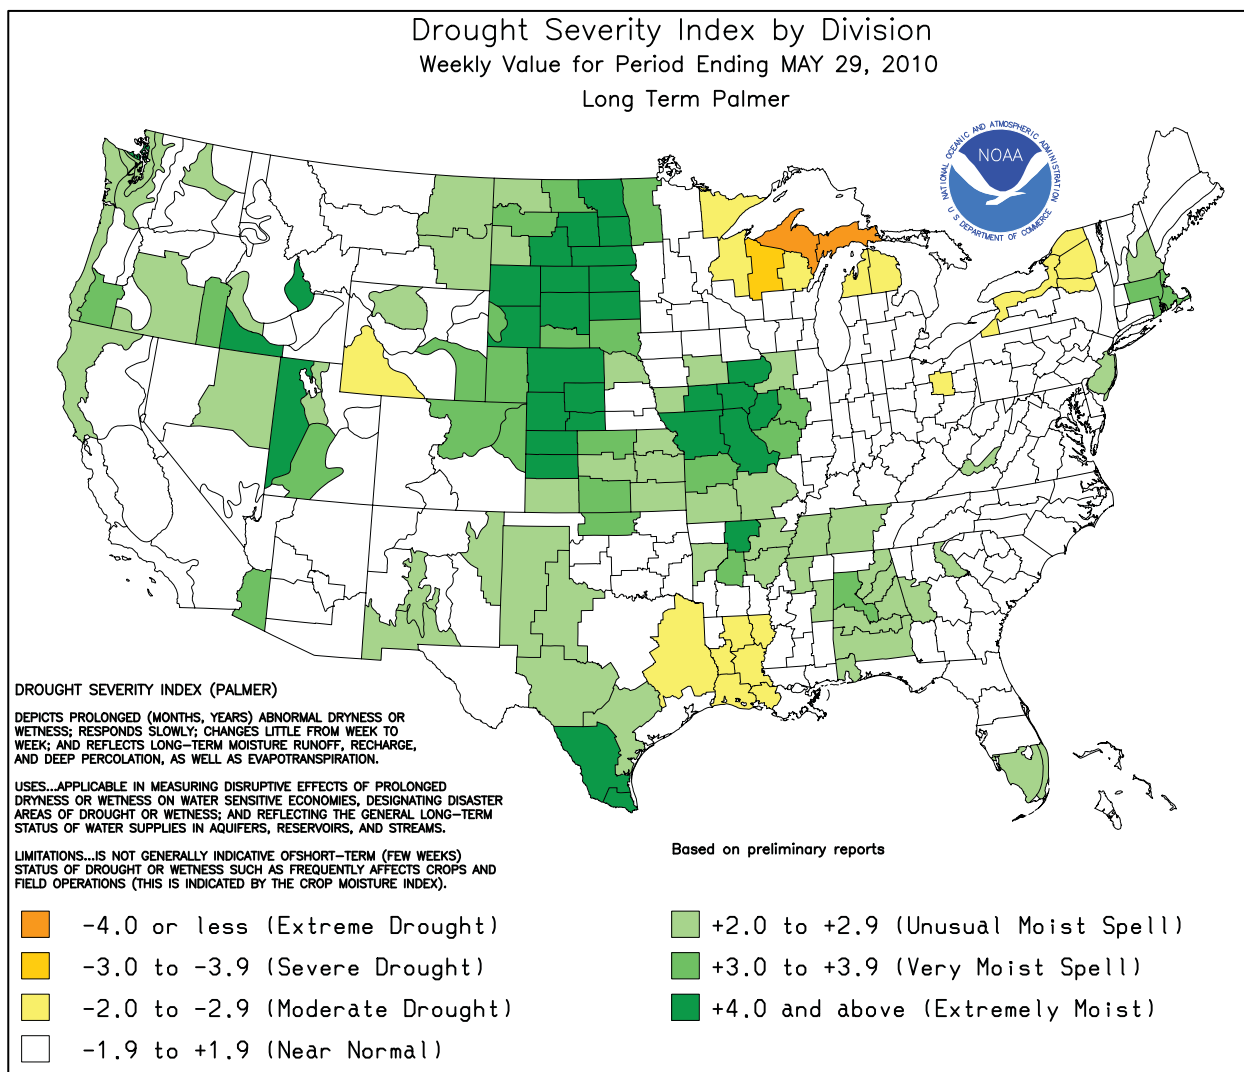 Drought Severity Index by Division
Weekly Value for Period Ending MAY 29, 2010
Long Term Palmer
NATIONAL OCEANIC AND ATMOSPHERIC ADMINISTRATION
NOAA
U S DEPARTMENT OF COMMERCE
DROUGHT SEVERITY INDEX (PALMER)
DEPICTS PROLONGED (MONTHS, YEARS) ABNORMAL DRYNESS OR
WETNESS; RESPONDS SLOWLY; CHANGES LITTLE FROM WEEK TO
WEEK; AND REFLECTS LONG-TERM MOISTURE RUNOFF, RECHARGE,
AND DEEP PERCOLATION, AS WELL AS EVAPOTRANSPIRATION.
USES...APPLICABLE IN MEASURING DISRUPTIVE EFFECTS OF PROLONGED
DRYNESS OR WETNESS ON WATER SENSITIVE ECONOMIES, DESIGNATING DISASTER
AREAS OF DROUGHT OR WETNESS; AND REFLECTING THE GENERAL LONG-TERM
STATUS OF WATER SUPPLIES IN AQUIFERS, RESERVOIRS, AND STREAMS.
LIMITATIONS...IS NOT GENERALLY INDICATIVE OFSHORT-TERM (FEW WEEKS)
STATUS OF DROUGHT OR WETNESS SUCH AS FREQUENTLY AFFECTS CROPS AND
FIELD OPERATIONS (THIS IS INDICATED BY THE CROP MOISTURE INDEX).
Based on preliminary reports
-4.0 or less (Extreme Drought)
-3.0 to -3.9 (Severe Drought)
-2.0 to -2.9 (Moderate Drought)
-1.9 to +1.9 (Near Normal)
+2.0 to +2.9 (Unusual Moist Spell)
+3.0 to +3.9 (Very Moist Spell)
+4.0 and above (Extremely Moist)